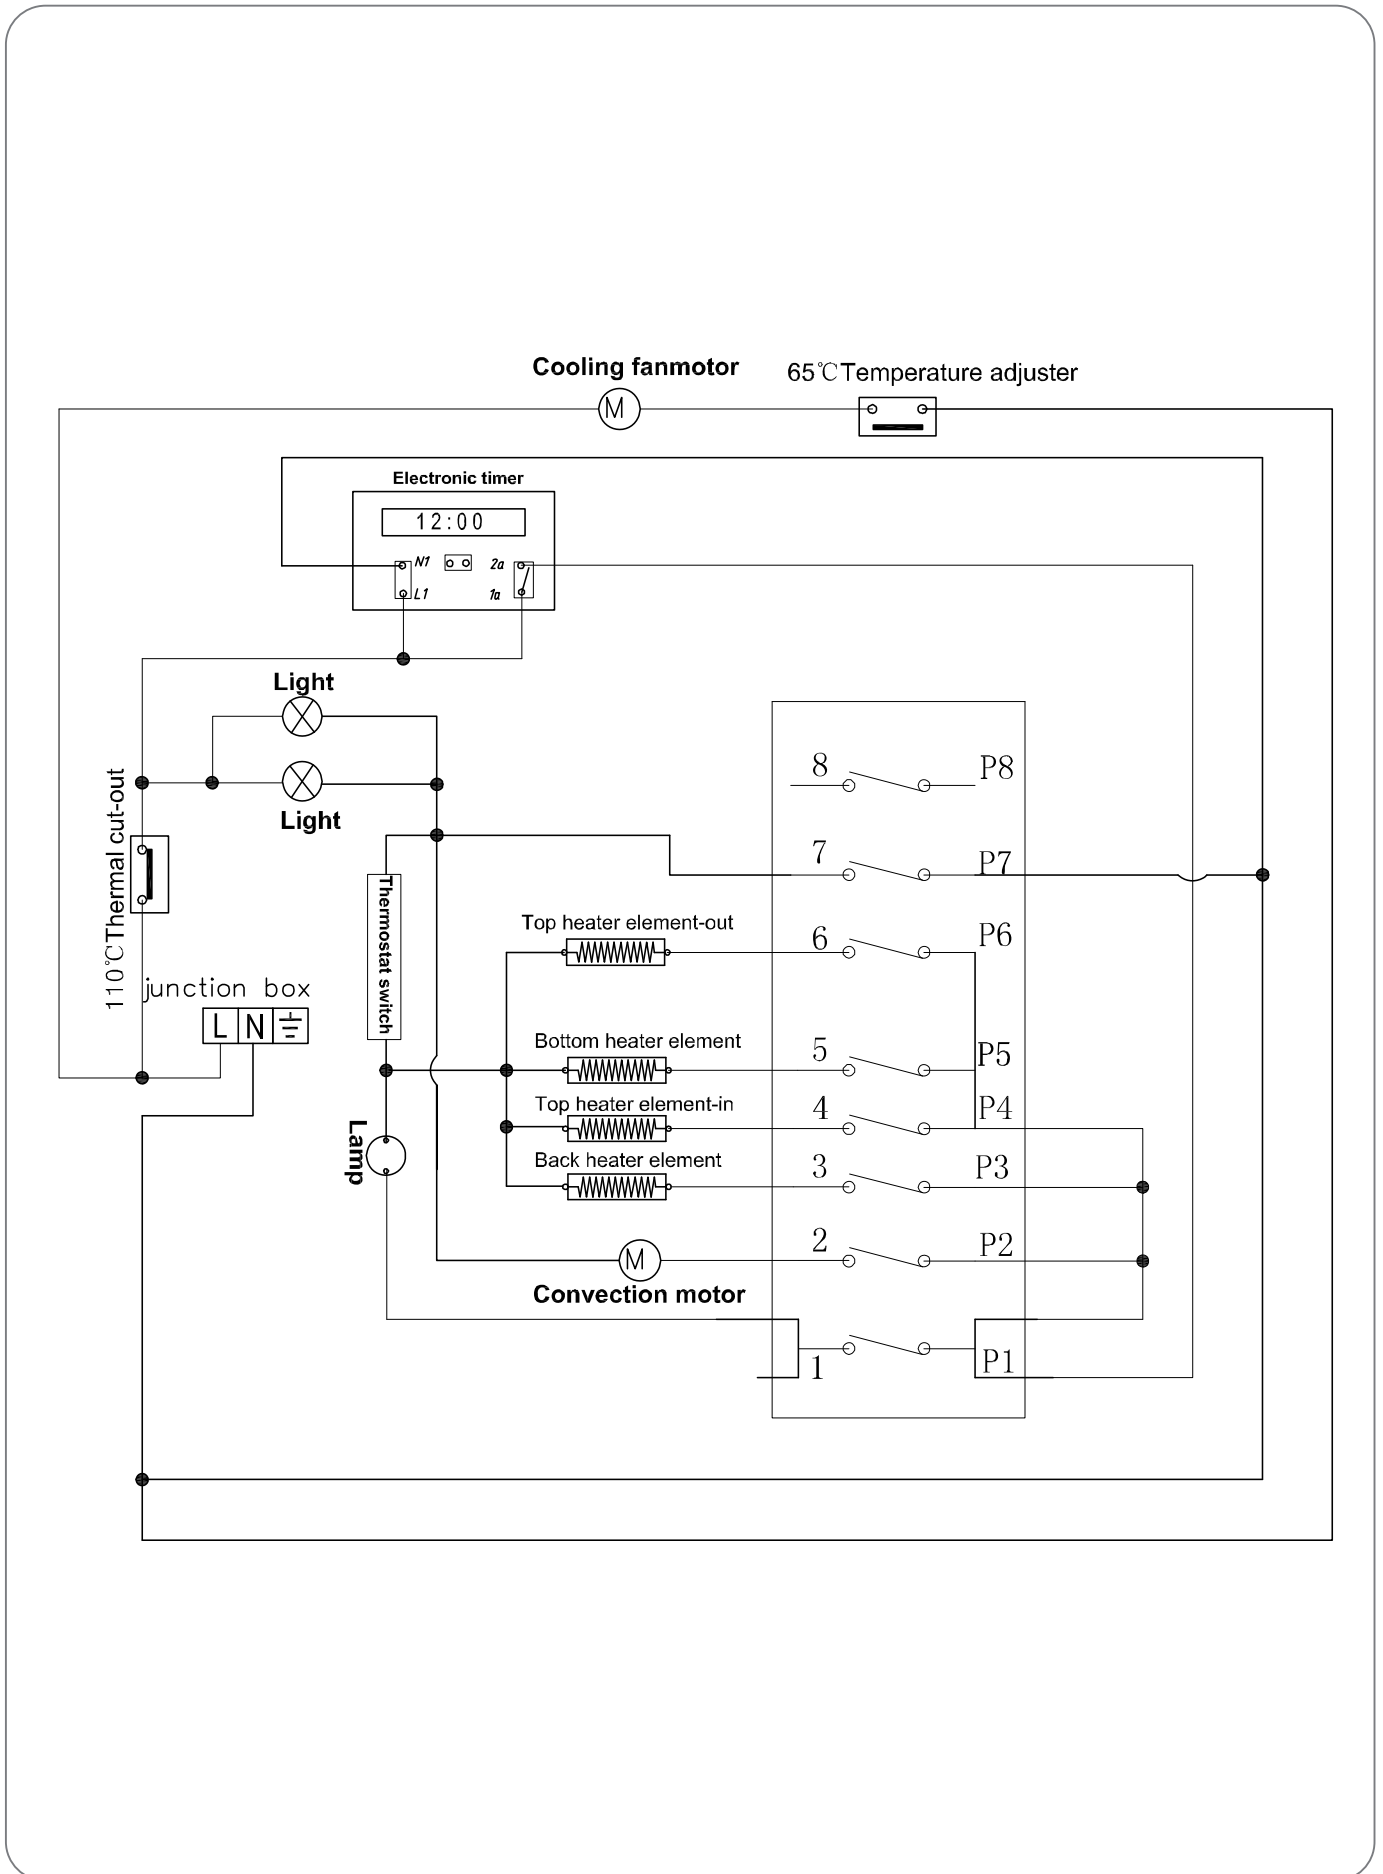 Cooling fanmotor
65℃Temperature adjuster
M
Electronic timer
12:00
N1
2a
L1
1a
Light
Light
110℃Thermal cut-out
8
P8
7
P7
Thermostat switch
Top heater element-out
6
P6
junction box
L N
Bottom heater element
5
P5
Top heater element-in
4
P4
Lamp
Back heater element
3
P3
2
P2
M
Convection motor
1
P1